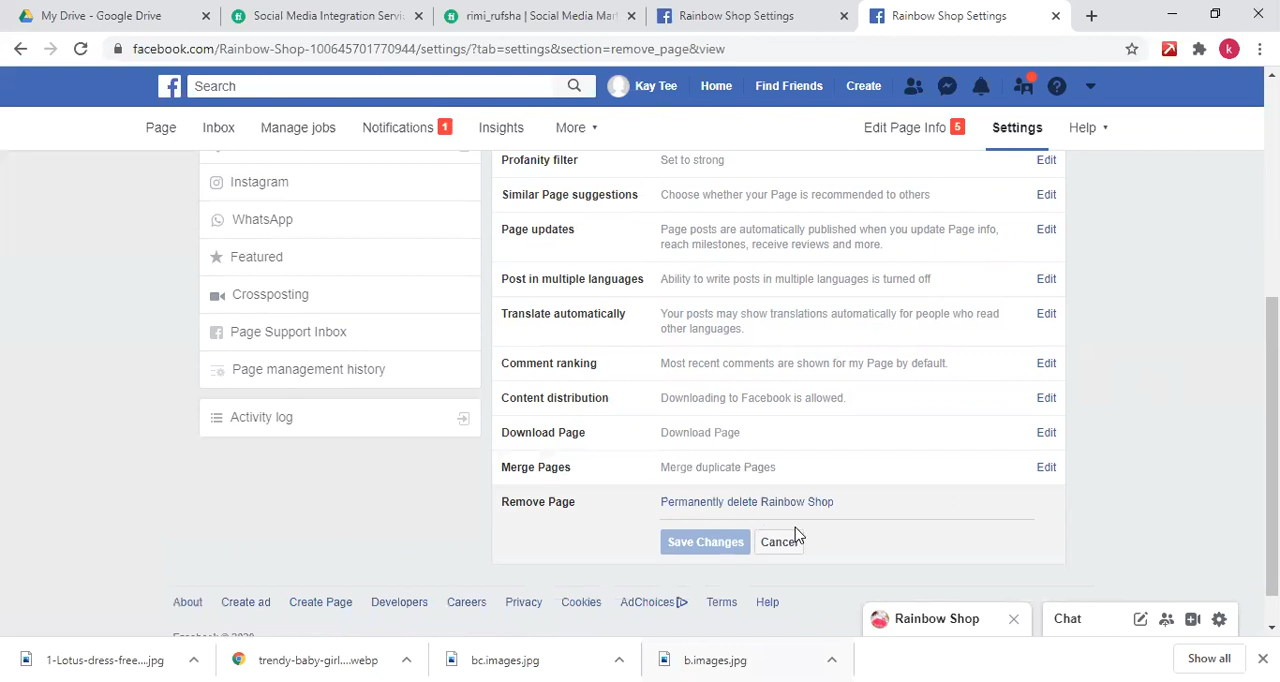 My Drive - Google Drive
Social Media Integration Servic
rimi_rufsha | Social Media Mar
Rainbow Shop Settings
Rainbow Shop Settings
facebook.com/Rainbow-Shop-100645701770944/settings/?tab=settings&section=remove_page&view
k
Search
Kay Tee
Home
Find Friends
Create
Page
Inbox
Manage jobs
Notifications 1
Insights
More
Edit Page Info 5
Settings
Help
Instagram
WhatsApp
Featured
Crossposting
Page Support Inbox
Page management history
Activity log
Profanity filter
Set to strong
Edit
Similar Page suggestions
Choose whether your Page is recommended to others
Edit
Page updates
Page posts are automatically published when you update Page info,
reach milestones, receive reviews and more.
Edit
Post in multiple languages
Ability to write posts in multiple languages is turned off
Edit
Translate automatically
Your posts may show translations automatically for people who read
other languages.
Edit
Comment ranking
Most recent comments are shown for my Page by default.
Edit
Content distribution
Downloading to Facebook is allowed.
Edit
Download Page
Download Page
Edit
Merge Pages
Merge duplicate Pages
Edit
Remove Page
Permanently delete Rainbow Shop
Save Changes
Cancel
About
Create ad
Create Page
Developers
Careers
Privacy
Cookies
AdChoices
Terms
Help
Rainbow Shop
Chat
1-Lotus-dress-free....jpg
trendy-baby-girl....webp
bc.images.jpg
b.images.jpg
Show all